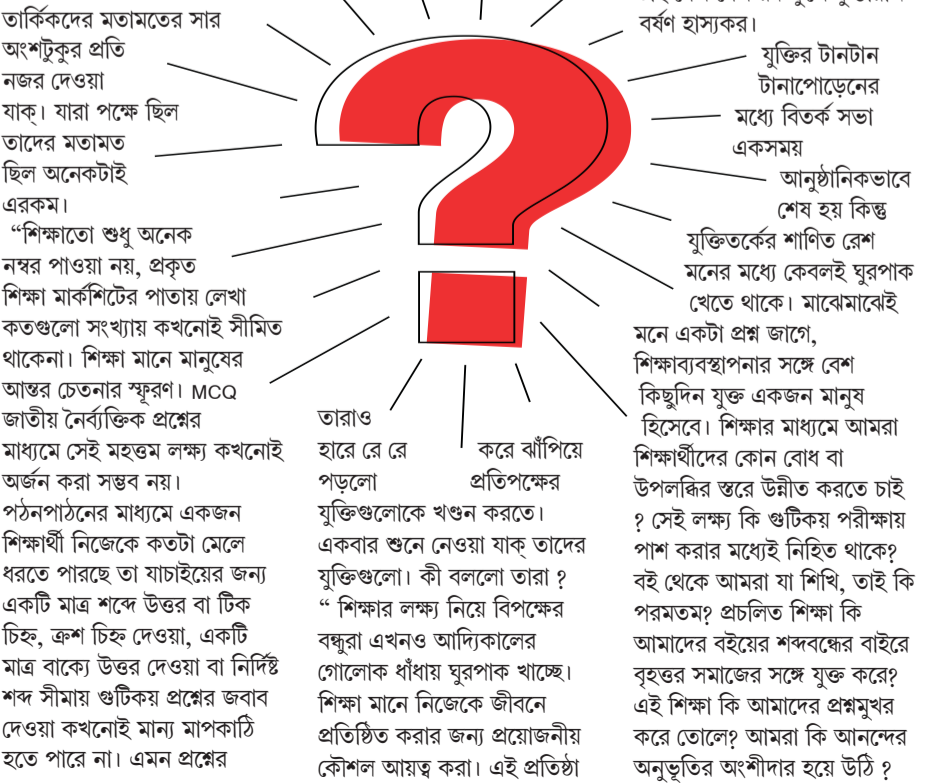 তার্কিকদের মতামতের সার
অংশটুকুর প্রতি
নজর দেওয়া
যাক্। যারা পক্ষে ছিল
তাদের মতামত
ছিল অনেকটাই
এরকম।
“শিক্ষাতো শুধু অনেক
নম্বর পাওয়া নয়, প্রকৃত
শিক্ষা মার্কশিটের পাতায় লেখা
কতগুলো সংখ্যায় কখনোই সীমিত
থাকেনা। শিক্ষা মানে মানুষের
আন্তর চেতনার স্ফূরণ। MCQ
জাতীয় নৈর্ব্যক্তিক প্রশ্নের
মাধ্যমে সেই মহত্তম লক্ষ্য কখনোই
অর্জন করা সম্ভব নয়।
পঠনপাঠনের মাধ্যমে একজন
শিক্ষার্থী নিজেকে কতটা মেলে
ধরতে পারছে তা যাচাইয়ের জন্য
একটি মাত্র শব্দে উত্তর বা টিক
চিহ্ন, ক্রশ চিহ্ন দেওয়া, একটি
মাত্র বাক্যে উত্তর দেওয়া বা নির্দিষ্ট
শব্দ সীমায় গুটিকয় প্রশ্নের জবাব
দেওয়া কখনোই মান্য মাপকাঠি
হতে পারে না। এমন প্রশ্নের
তারাও
হারে রে রে করে ঝাঁপিয়ে
পড়লো প্রতিপক্ষের
যুক্তিগুলোকে খণ্ডন করতে।
একবার শুনে নেওয়া যাক্ তাদের
যুক্তিগুলো। কী বললো তারা ?
“ শিক্ষার লক্ষ্য নিয়ে বিপক্ষের
বন্ধুরা এখনও আদ্যিকালের
গোলোক ধাঁধায় ঘুরপাক খাচ্ছে।
শিক্ষা মানে নিজেকে জীবনে
প্রতিষ্ঠিত করার জন্য প্রয়োজনীয়
কৌশল আয়ত্ব করা। এই প্রতিষ্ঠা
বর্ষণ হাস্যকর।
যুক্তির টানটান
টানাপোড়েনের
মধ্যে বিতর্ক সভা
একসময়
আনুষ্ঠানিকভাবে
শেষ হয় কিন্তু
যুক্তিতর্কের শাণিত রেশ
মনের মধ্যে কেবলই ঘুরপাক
খেতে থাকে। মাঝেমাঝেই
মনে একটা প্রশ্ন জাগে,
শিক্ষাব্যবস্থাপনার সঙ্গে বেশ
কিছুদিন যুক্ত একজন মানুষ
হিসেবে। শিক্ষার মাধ্যমে আমরা
শিক্ষার্থীদের কোন বোধ বা
উপলব্ধির স্তরে উন্নীত করতে চাই
? সেই লক্ষ্য কি গুটিকয় পরীক্ষায়
পাশ করার মধ্যেই নিহিত থাকে?
বই থেকে আমরা যা শিখি, তাই কি
পরমতম? প্রচলিত শিক্ষা কি
আমাদের বইয়ের শব্দবন্ধের বাইরে
বৃহত্তর সমাজের সঙ্গে যুক্ত করে?
এই শিক্ষা কি আমাদের প্রশ্নমুখর
করে তোলে? আমরা কি আনন্দের
অনুভূতির অংশীদার হয়ে উঠি ?